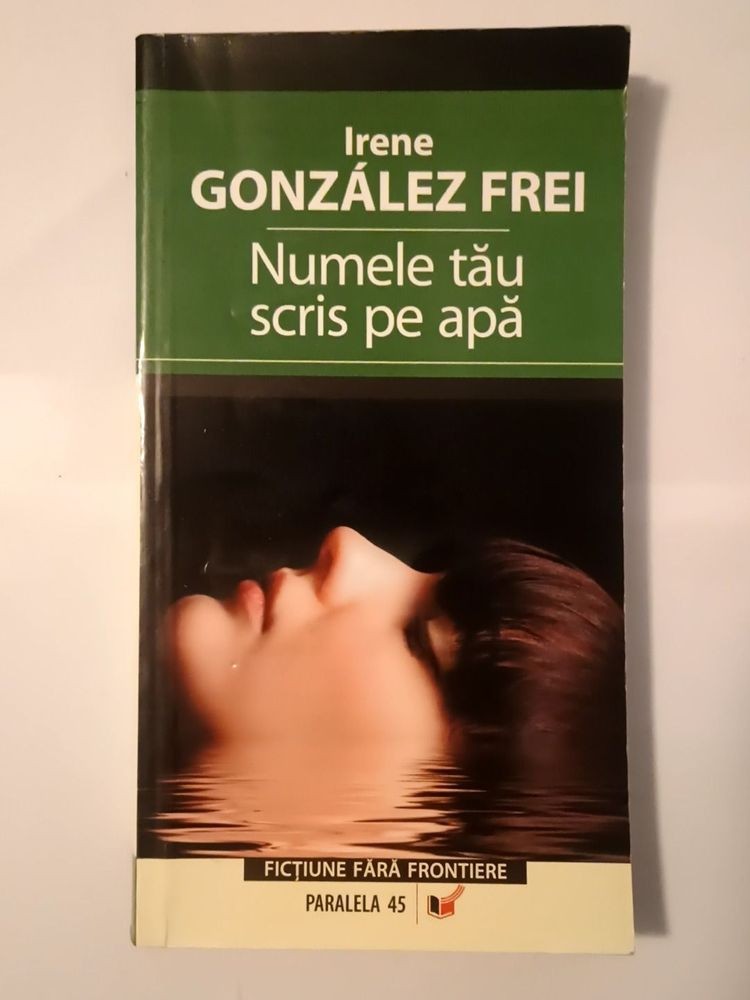 Irene
GONZÁLEZ FREI
Numele tău
scris pe apă
FICȚIUNE FĂRĂ FRONTIERE
PARALELA 45